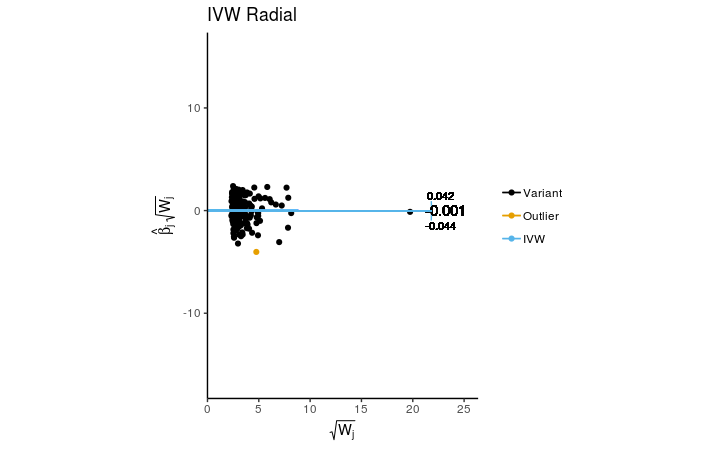 IVW Radial
10
0
-10
β̂j√Wj
0.042
-0.001
-0.044
Variant
Outlier
IVW
0 5 10 15 20 25
√Wj